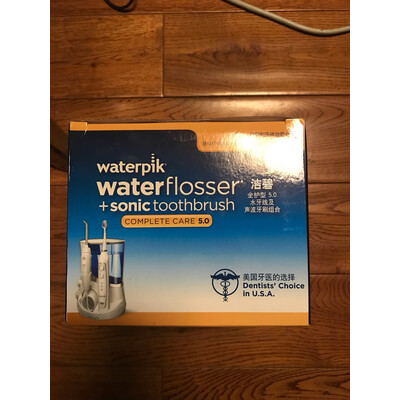 waterpik
waterflosser
+sonic toothbrush
COMPLETE CARE 5.0
洁碧
全护型 5.0
水牙线及
声波牙刷组合
美国牙医的选择
Dentists' Choice
in U.S.A.